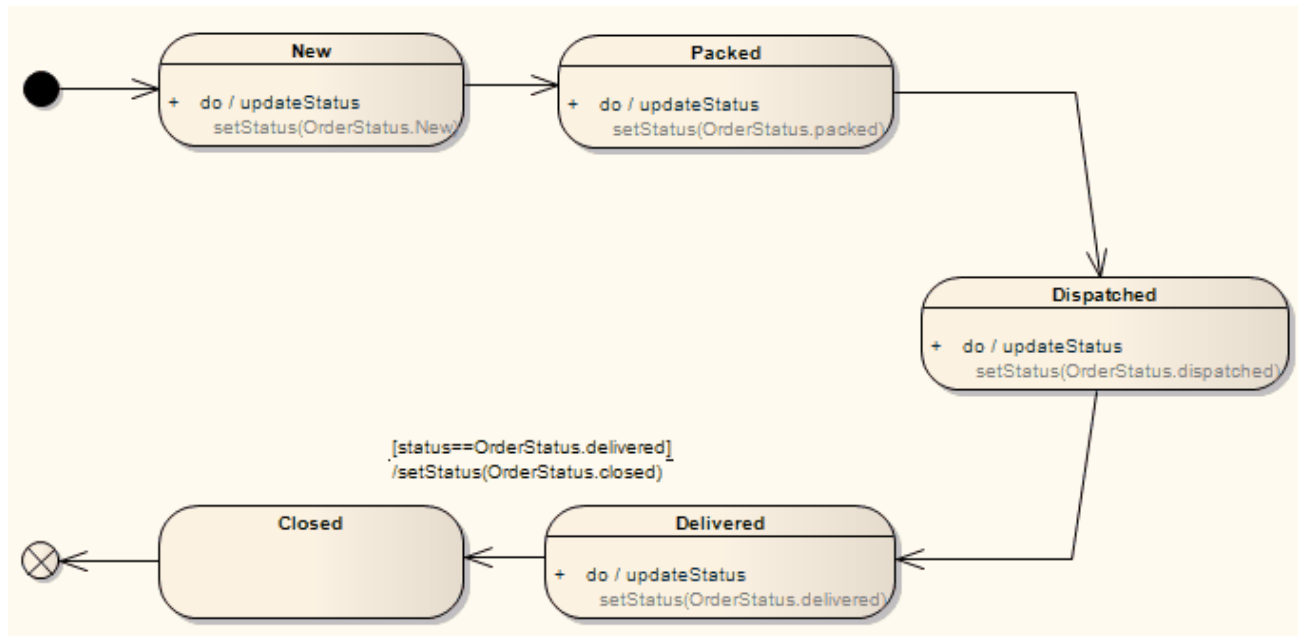 New
+ do / updateStatus
setStatus(OrderStatus.New)
Packed
+ do / updateStatus
setStatus(OrderStatus.packed)
Dispatched
+ do / updateStatus
setStatus(OrderStatus.dispatched)
[status==OrderStatus.delivered]
/setStatus(OrderStatus.closed)
Closed
Delivered
+ do / updateStatus
setStatus(OrderStatus.delivered)